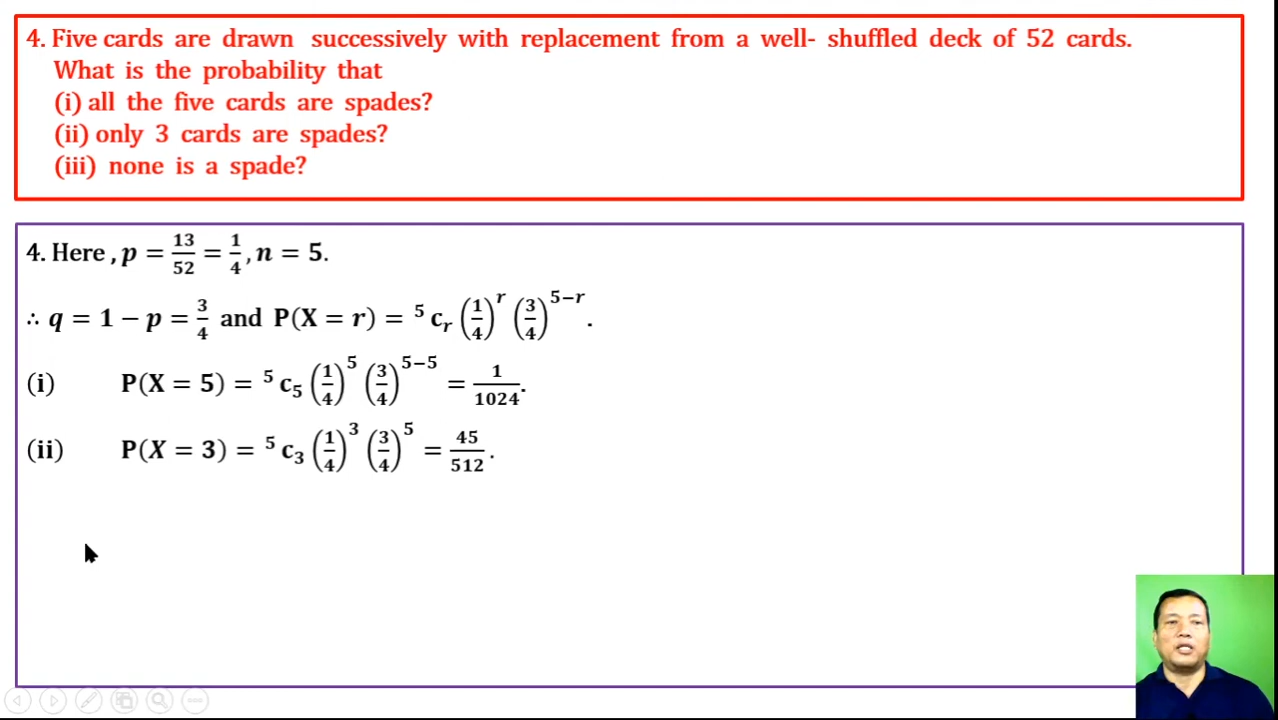 4. Five cards are drawn successively with replacement from a well- shuffled deck of 52 cards.
What is the probability that
(i) all the five cards are spades?
(ii) only 3 cards are spades?
(iii) none is a spade?
4. Here , p = 13/52 = 1/4 , n = 5.
∴ q = 1 − p = 3/4 and P(X = r) = ⁵c_r (1/4)^r (3/4)^(5−r) .
(i) P(X = 5) = ⁵c₅ (1/4)^5 (3/4)^(5−5) = 1/1024 .
(ii) P(X = 3) = ⁵c₃ (1/4)^3 (3/4)^5 = 45/512 .